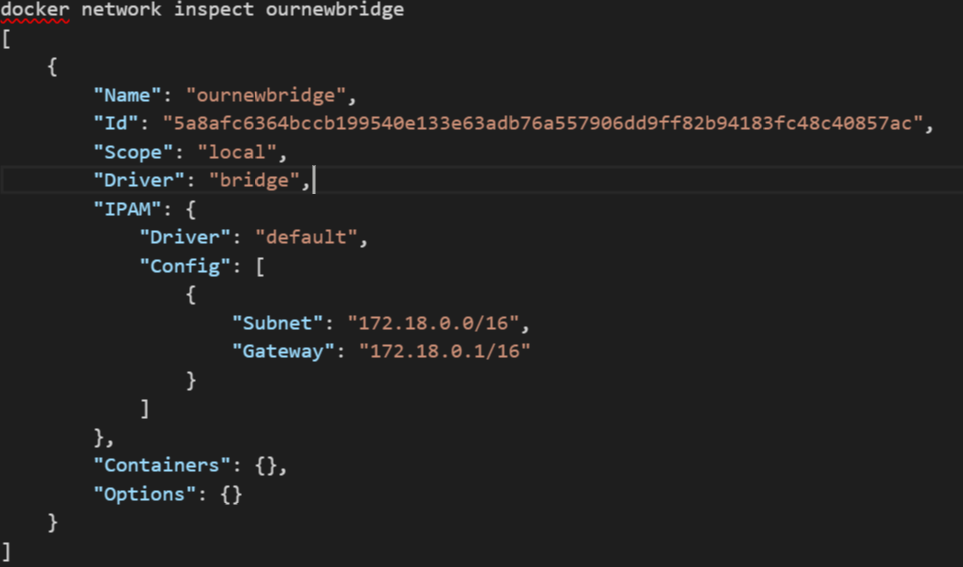 docker network inspect ournewbridge
[
    {
        "Name": "ournewbridge",
        "Id": "5a8afc6364bccb199540e133e63adb76a557906dd9ff82b94183fc48c40857ac",
        "Scope": "local",
        "Driver": "bridge",
        "IPAM": {
            "Driver": "default",
            "Config": [
                {
                    "Subnet": "172.18.0.0/16",
                    "Gateway": "172.18.0.1/16"
                }
            ]
        },
        "Containers": {},
        "Options": {}
    }
]